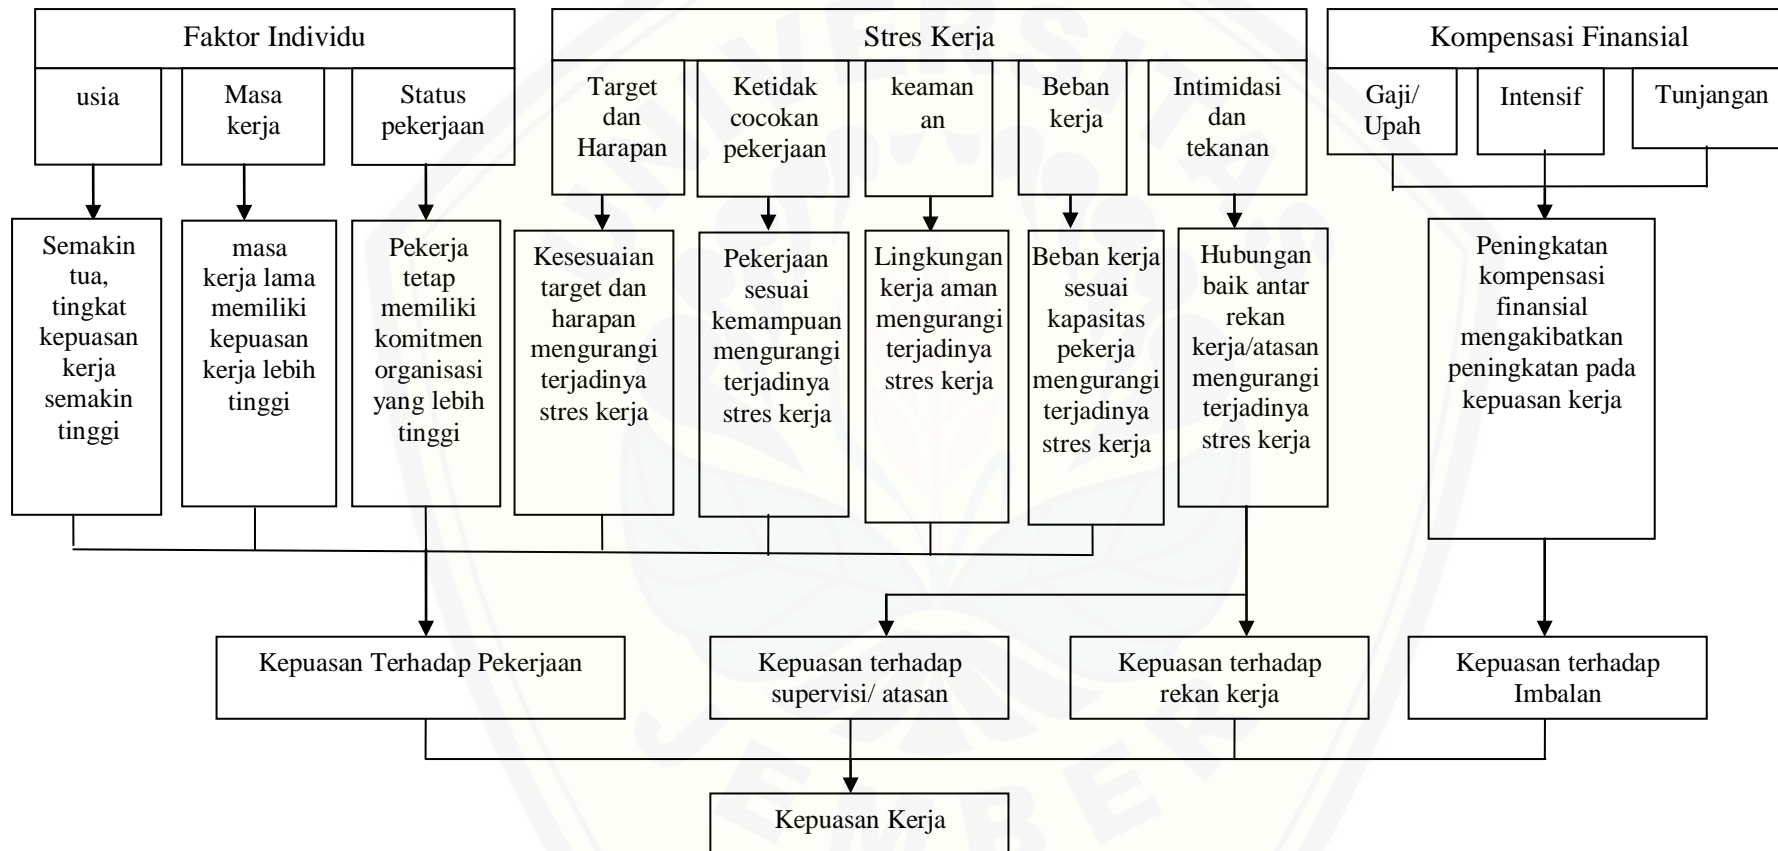 Faktor Individu
Stres Kerja
Kompensasi Finansial
usia
Masa
kerja
Status
pekerjaan
Target
dan
Harapan
Ketidak
cocokan
pekerjaan
keaman
an
Beban
kerja
Intimidasi
dan
tekanan
Gaji/
Upah
Intensif
Tunjangan
Semakin
tua,
tingkat
kepuasan
kerja
semakin
tinggi
masa
kerja lama
memiliki
kepuasan
kerja lebih
tinggi
Pekerja
tetap
memiliki
komitmen
organisasi
yang lebih
tinggi
Kesesuaian
target dan
harapan
mengurangi
terjadinya
stres kerja
Pekerjaan
sesuai
kemampuan
mengurangi
terjadinya
stres kerja
Lingkungan
kerja aman
mengurangi
terjadinya
stres kerja
Beban kerja
sesuai
kapasitas
pekerja
mengurangi
terjadinya
stres kerja
Hubungan
baik antar
rekan
kerja/atasan
mengurangi
terjadinya
stres kerja
Peningkatan
kompensasi
finansial
mengakibatkan
peningkatan pada
kepuasan kerja
Kepuasan Terhadap Pekerjaan
Kepuasan terhadap
supervisi/ atasan
Kepuasan terhadap
rekan kerja
Kepuasan terhadap
Imbalan
Kepuasan Kerja
UNIVERSITAS
JEMBER